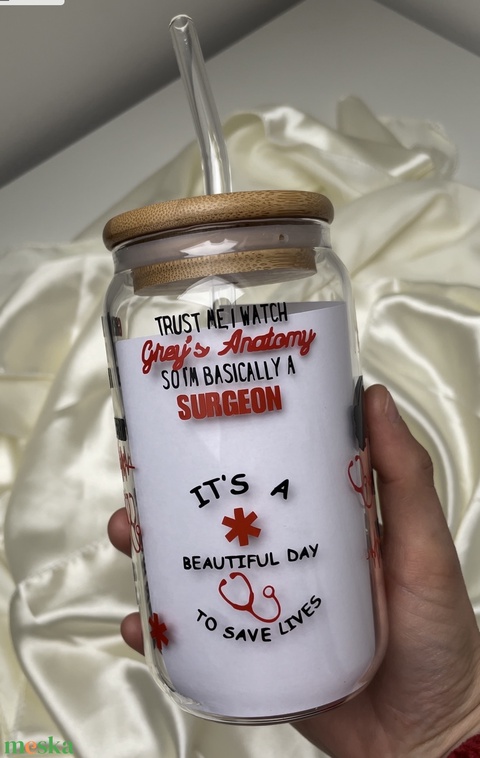 TRUST ME, I WATCH
Grey's Anatomy
SO I'M BASICALLY A
SURGEON
IT'S A
BEAUTIFUL DAY
TO SAVE LIVES
meska